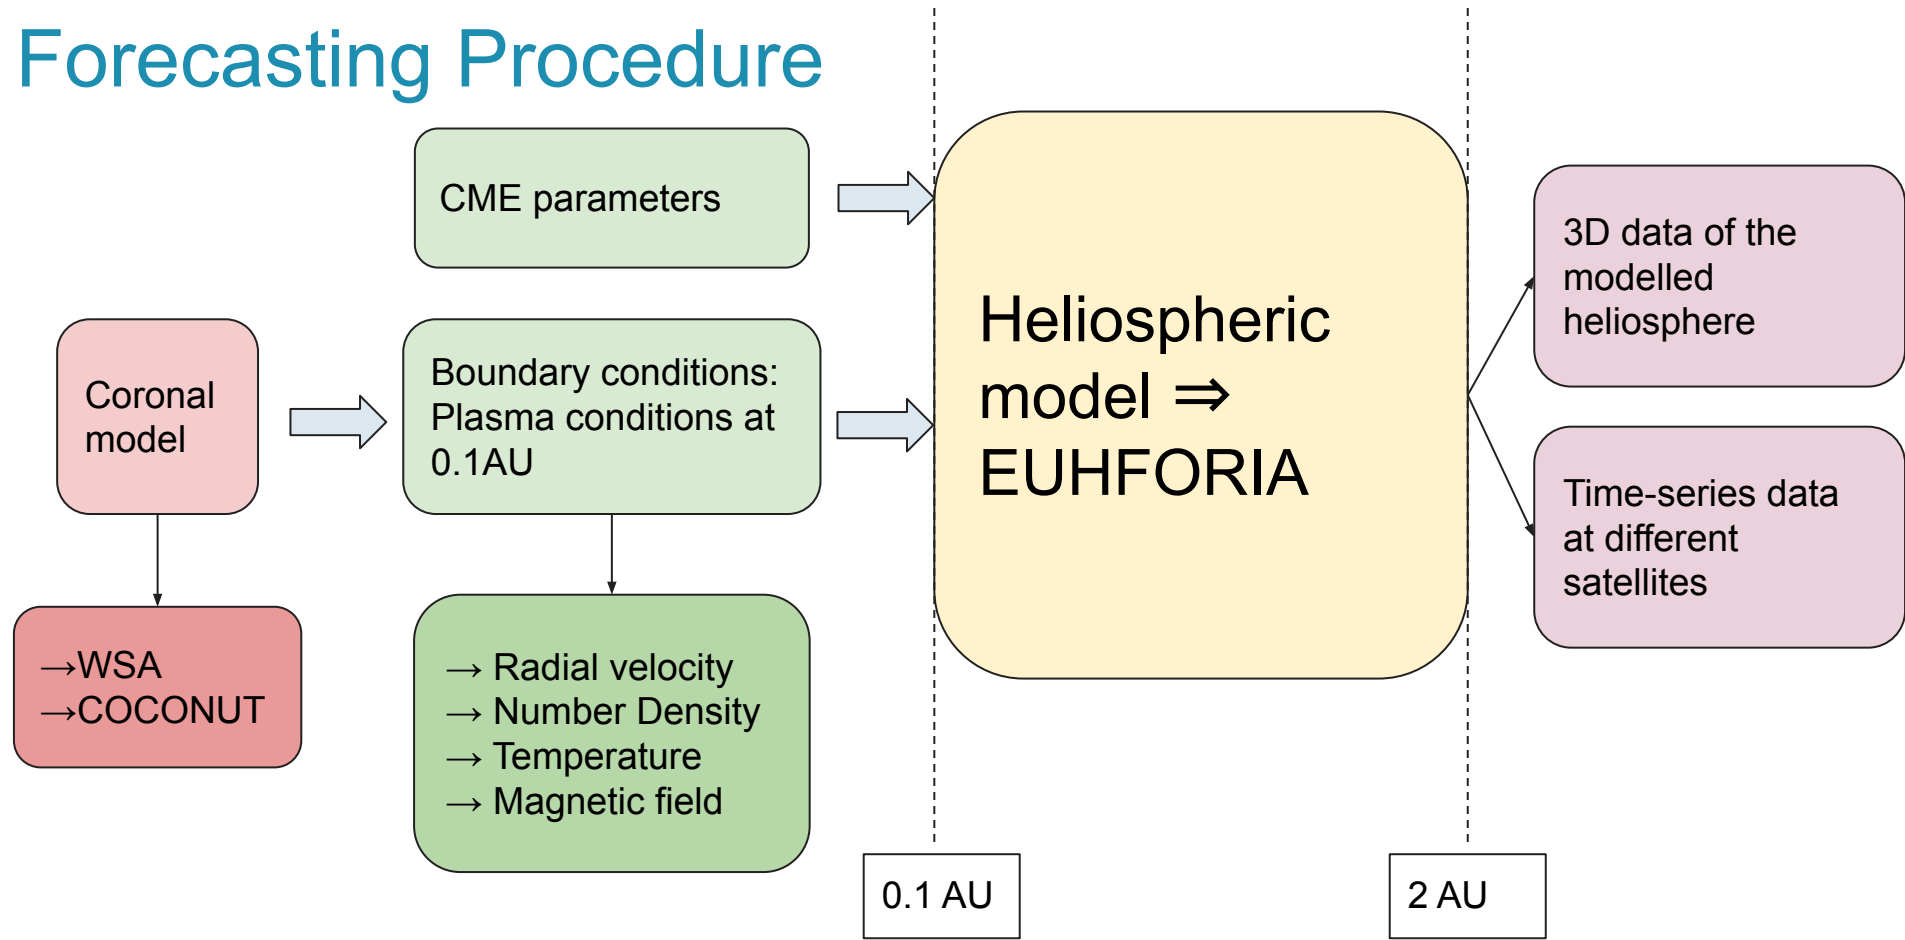 Forecasting Procedure
CME parameters
Coronal
model
Boundary conditions:
Plasma conditions at
0.1AU
→WSA
→COCONUT
→ Radial velocity
→ Number Density
→ Temperature
→ Magnetic field
Heliospheric
model ⇒
EUHFORIA
3D data of the
modelled
heliosphere
Time-series data
at different
satellites
0.1 AU
2 AU